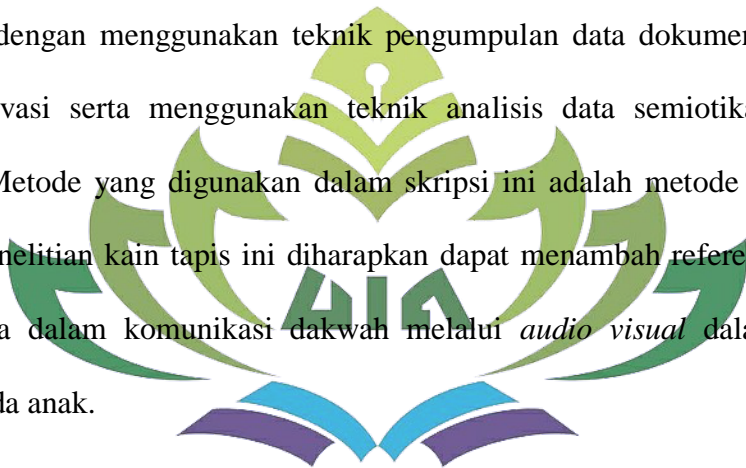 dengan menggunakan teknik pengumpulan data dokumen
vasi serta menggunakan teknik analisis data semiotika
Metode yang digunakan dalam skripsi ini adalah metode
nelitian kain tapis ini diharapkan dapat menambah refere
UIN
a dalam komunikasi dakwah melalui audio visual dala
da anak.